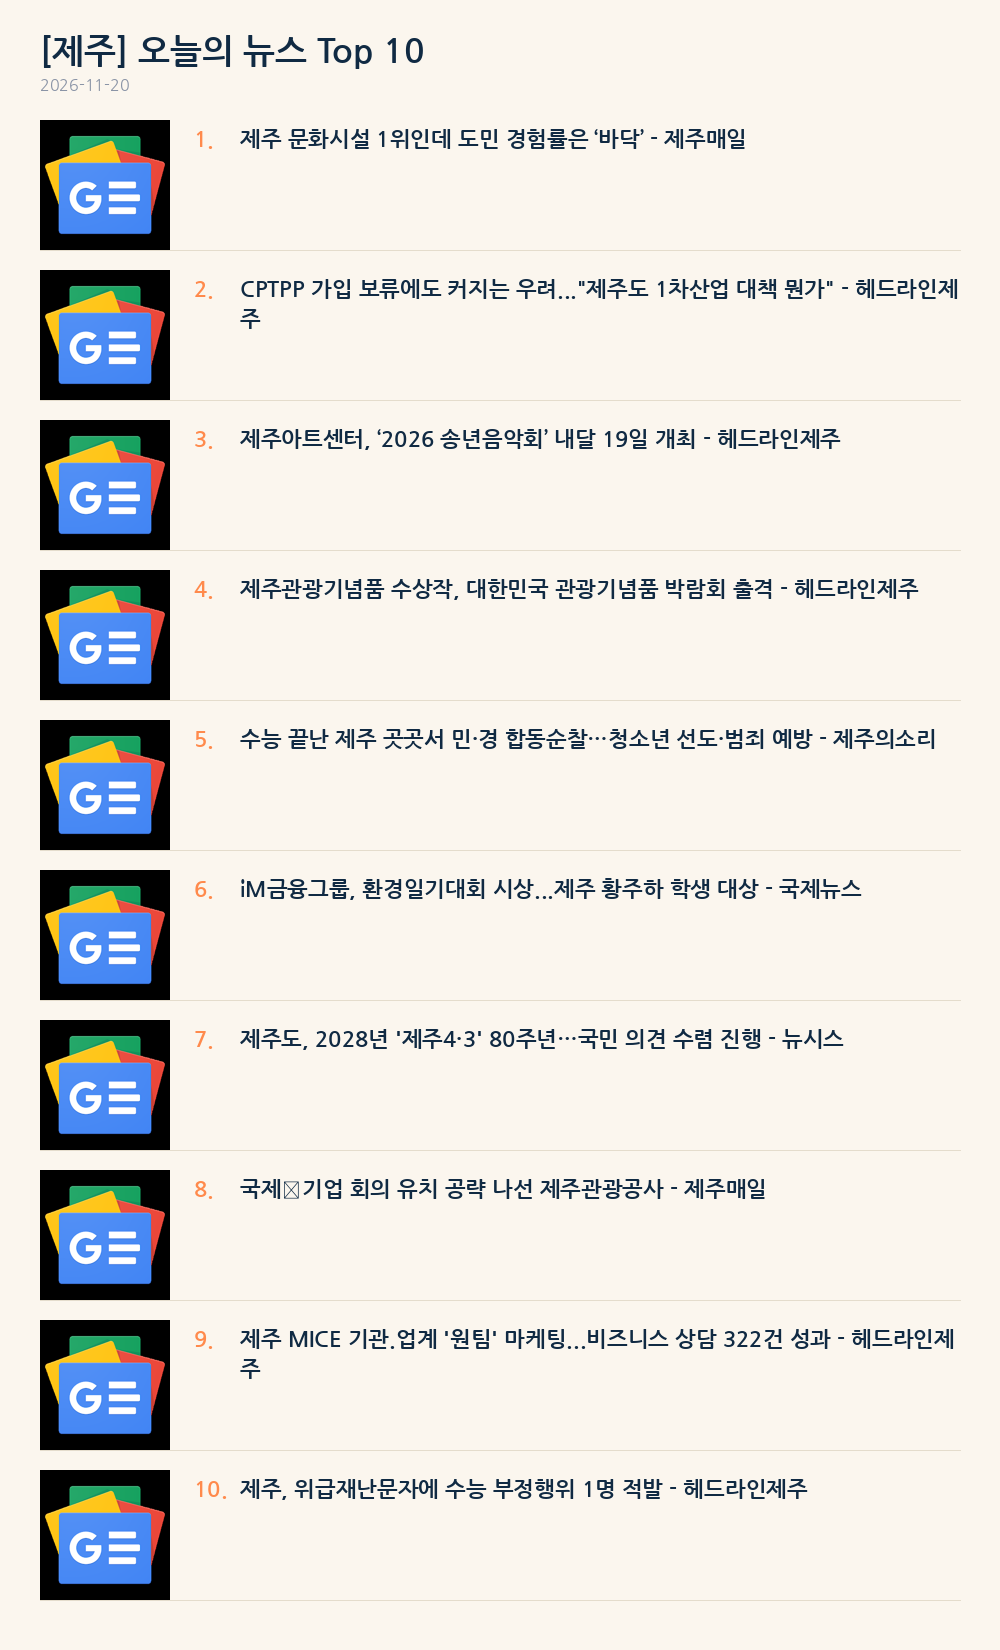 [제주] 오늘의 뉴스 Top 10
2026-11-20
1. 제주 문화시설 1위인데 도민 경험률은 ‘바닥’ - 제주매일
2. CPTPP 가입 보류에도 커지는 우려..."제주도 1차산업 대책 뭔가" - 헤드라인제
주
3. 제주아트센터, ‘2026 송년음악회’ 내달 19일 개최 - 헤드라인제주
4. 제주관광기념품 수상작, 대한민국 관광기념품 박람회 출격 - 헤드라인제주
5. 수능 끝난 제주 곳곳서 민·경 합동순찰…청소년 선도·범죄 예방 - 제주의소리
6. iM금융그룹, 환경일기대회 시상...제주 황주하 학생 대상 - 국제뉴스
7. 제주도, 2028년 '제주4·3' 80주년…국민 의견 수렴 진행 - 뉴시스
8. 국제 기업 회의 유치 공략 나선 제주관광공사 - 제주매일
9. 제주 MICE 기관.업계 '원팀' 마케팅...비즈니스 상담 322건 성과 - 헤드라인제
주
10. 제주, 위급재난문자에 수능 부정행위 1명 적발 - 헤드라인제주